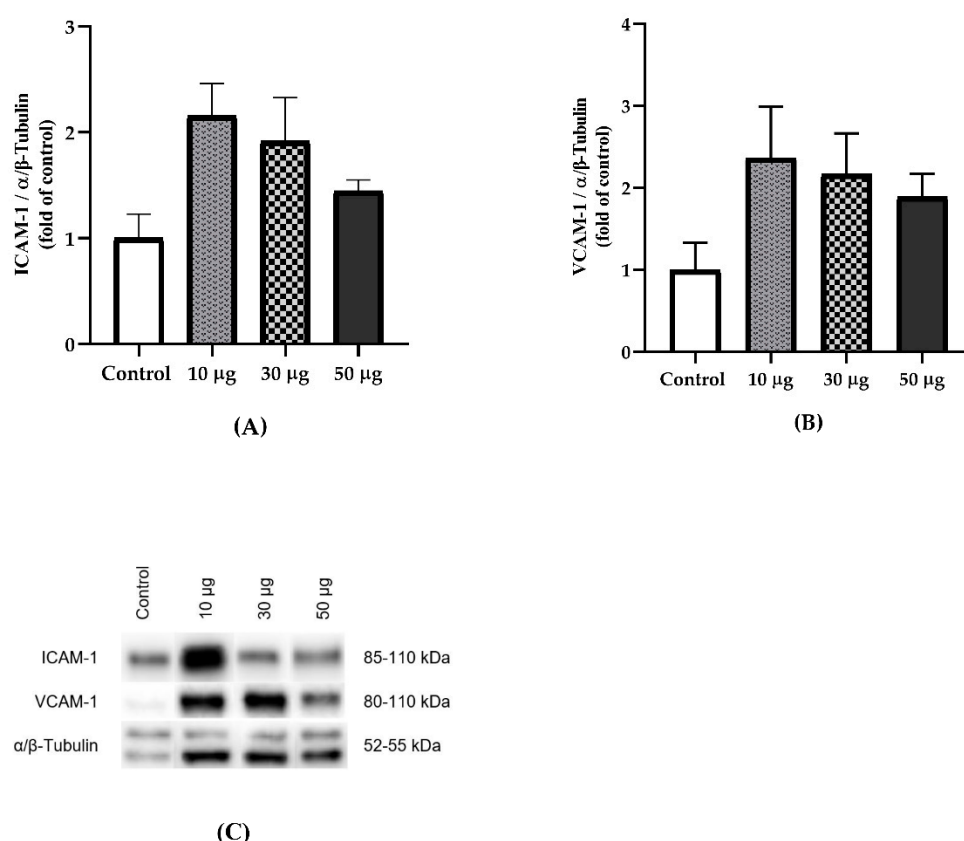 3
2
1
0
ICAM-1 / α/β-Tubulin
(fold of control)
Control 10 µg 30 µg 50 µg
(A)
4
3
2
1
0
VCAM-1 / α/β-Tubulin
(fold of control)
Control 10 µg 30 µg 50 µg
(B)
Control 10 µg 30 µg 50 µg
ICAM-1 85-110 kDa
VCAM-1 80-110 kDa
α/β-Tubulin 52-55 kDa
(C)